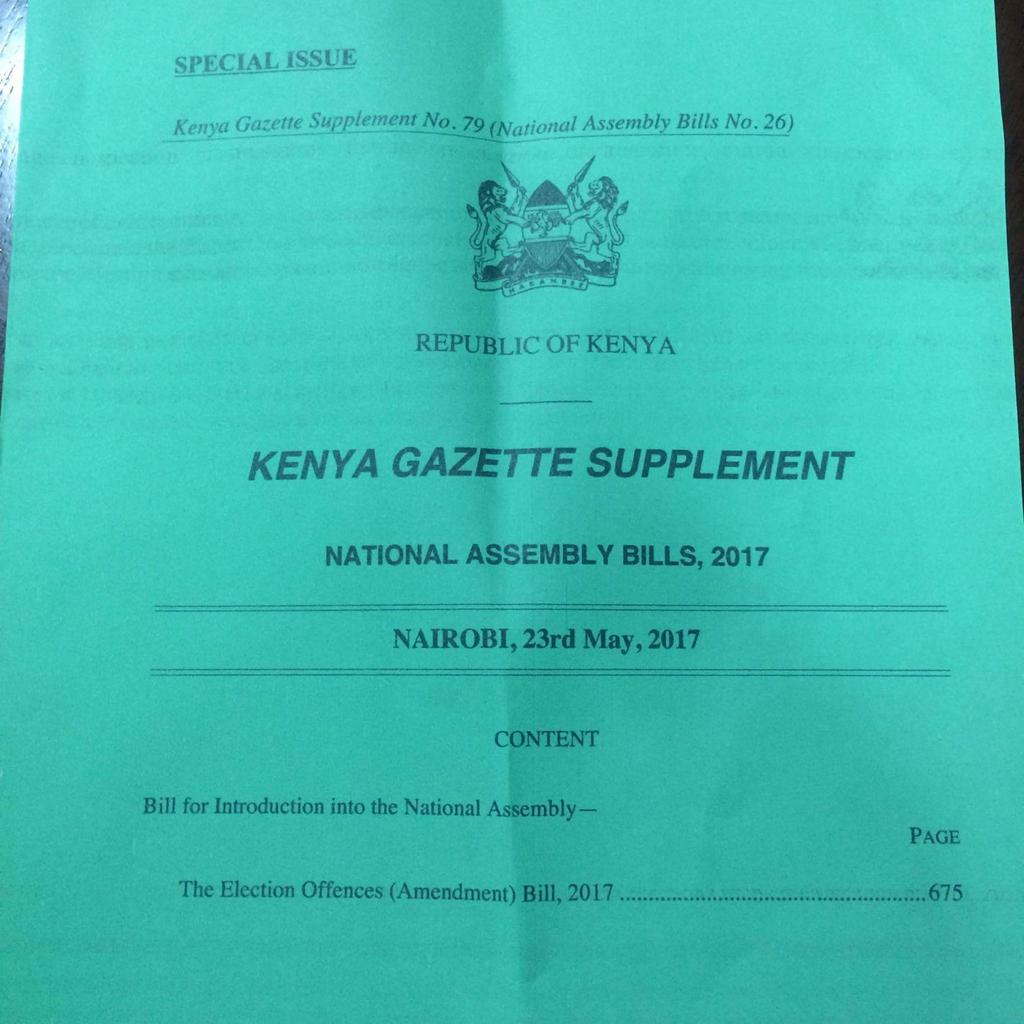 SPECIAL ISSUE
Kenya Gazette Supplement No. 79 (National Assembly Bills No. 26)
HARAMBEE
REPUBLIC OF KENYA
KENYA GAZETTE SUPPLEMENT
NATIONAL ASSEMBLY BILLS, 2017
NAIROBI, 23rd May, 2017
CONTENT
Bill for Introduction into the National Assembly—
PAGE
The Election Offences (Amendment) Bill, 2017 ......................................................675